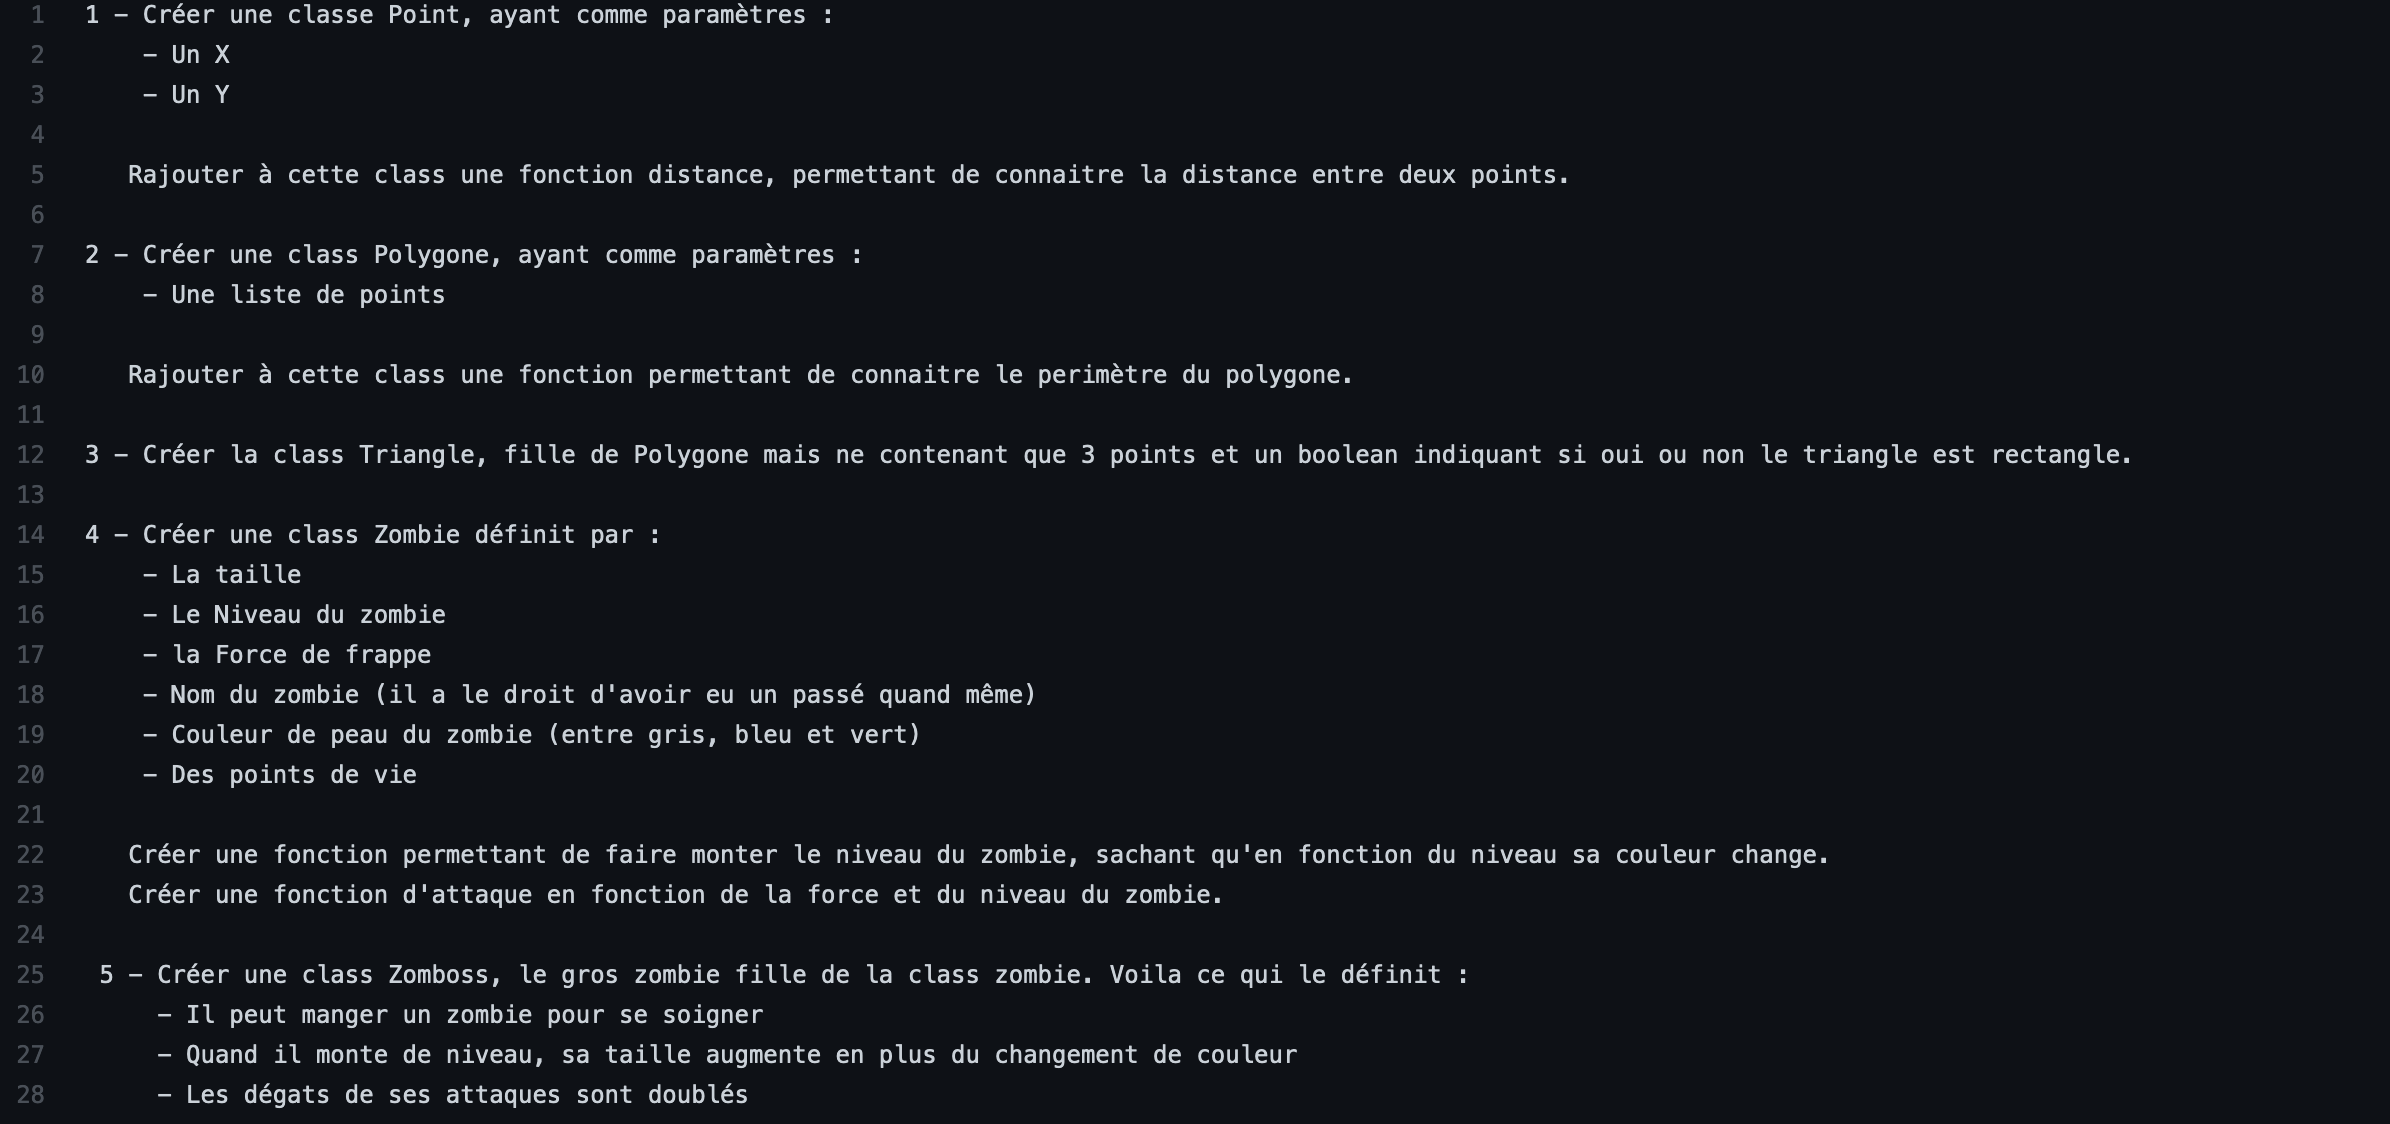 1 1 - Créer une classe Point, ayant comme paramètres :
2 - Un X
3 - Un Y
4
5 Rajouter à cette class une fonction distance, permettant de connaitre la distance entre deux points.
6
7 2 - Créer une class Polygone, ayant comme paramètres :
8 - Une liste de points
9
10 Rajouter à cette class une fonction permettant de connaitre le perimètre du polygone.
11
12 3 - Créer la class Triangle, fille de Polygone mais ne contenant que 3 points et un boolean indiquant si oui ou non le triangle est rectangle.
13
14 4 - Créer une class Zombie définit par :
15 - La taille
16 - Le Niveau du zombie
17 - la Force de frappe
18 - Nom du zombie (il a le droit d'avoir eu un passé quand même)
19 - Couleur de peau du zombie (entre gris, bleu et vert)
20 - Des points de vie
21
22 Créer une fonction permettant de faire monter le niveau du zombie, sachant qu'en fonction du niveau sa couleur change.
23 Créer une fonction d'attaque en fonction de la force et du niveau du zombie.
24
25 5 - Créer une class Zomboss, le gros zombie fille de la class zombie. Voila ce qui le définit :
26 - Il peut manger un zombie pour se soigner
27 - Quand il monte de niveau, sa taille augmente en plus du changement de couleur
28 - Les dégats de ses attaques sont doublés